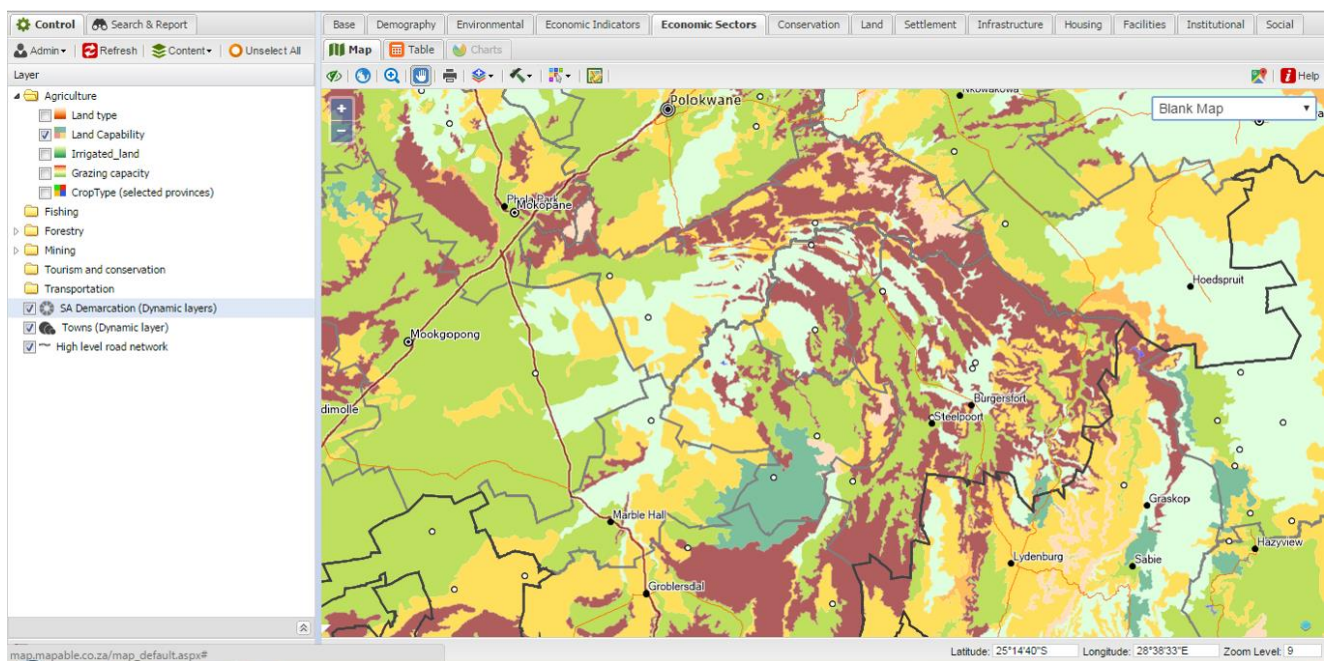 Control Search & Report
Base Demography Environmental Economic Indicators Economic Sectors Conservation Land Settlement Infrastructure Housing Facilities Institutional Social
Admin Refresh Content Unselect All
Map Table Charts
Layer
Help
Agriculture
Land type
Land Capability
Irrigated_land
Grazing capacity
CropType (selected provinces)
Fishing
Forestry
Mining
Tourism and conservation
Transportation
SA Demarcation (Dynamic layers)
Towns (Dynamic layer)
High level road network
Blank Map
Nkowakowa
Polokwane
Phola Park
Mokopane
Hoedspruit
Mookgopong
Burgersfort
dimolle
Steelpoort
Graskop
Marble Hall
Hazyview
Lydenburg
Sabie
Groblersdal
map.mapable.co.za/map_default.aspx#
Latitude: 25°14'40"S Longitude: 28°38'33"E Zoom Level: 9